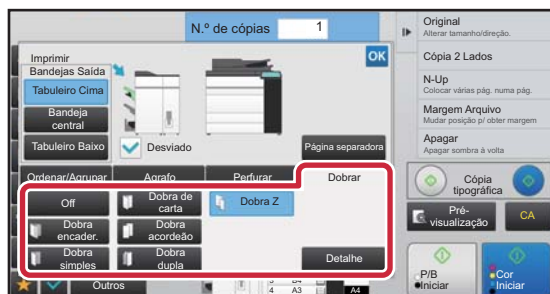 N.º de cópias 1
Imprimir
OK
Bandejas Saída
Tabuleiro Cima
Bandeja
central
Tabuleiro Baixo
Desviado
Página separadora
Ordenar/Agrupar Agrafo Perfurar Dobrar
Off
Dobra de
carta
Dobra Z
Dobra
encader.
Dobra
acordeão
Dobra
simples
Dobra
dupla
Detalhe
Outros
4 A3 A4
Original
Alterar tamanho/direção.
Cópia 2 Lados
N-Up
Colocar várias pág. numa pág.
Margem Arquivo
Mudar posição p/ obter margem
Apagar
Apagar sombra à volta
Cópia
tipográfica
Pré-
visualização
CA
P/B
Iniciar
Cor
Iniciar